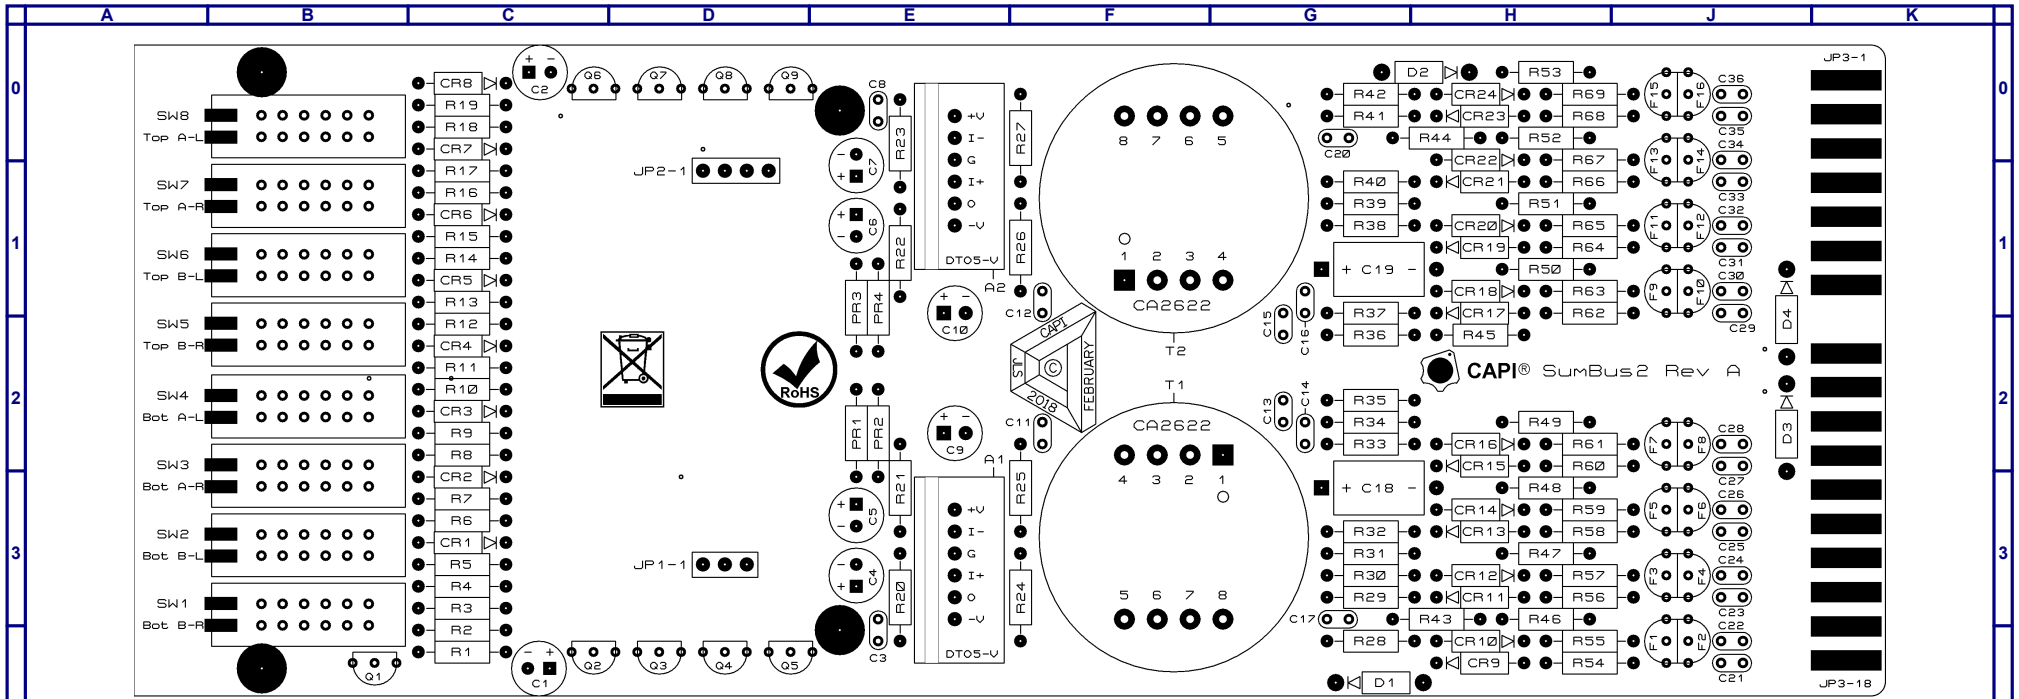 A B C D E F G H J K
0 0
1 1
2 2
3 3
SW8
Top A-L
SW7
Top A-R
SW6
Top B-L
SW5
Top B-R
SW4
Bot A-L
SW3
Bot A-R
SW2
Bot B-L
SW1
Bot B-R
Q1
CR8
R19
R18
CR7
R17
R16
CR6
R15
R14
CR5
R13
R12
CR4
R11
R10
CR3
R9
R8
CR2
R7
R6
CR1
R5
R4
R3
R2
R1
+ -
C2
Q6 Q7 Q8 Q9
JP2-1
RoHS
JP1-1
- +
C1
Q2 Q3 Q4 Q5
C8
R23
- +
C7
+ -
C6
R22
PR3 PR4
PR1 PR2
R21
+ -
C5
- +
C4
R20
C3
+V
I-
G
I+
O
-V
DT05-V
A2
R27
R26
C12
+ -
C10
CAPI
JLS
©
FEBRUARY
2018
+ -
C9
C11
A1
+V
I-
G
I+
O
-V
DT05-V
R25
R24
8 7 6 5
1 2 3 4
CA2622
T2
T1
CA2622
4 3 2 1
5 6 7 8
D2
R42
R41
C20
R44
R40
R39
R38
+ C19 -
C15
C16
R37
R36
CR24
CR23
CR22
CR21
CR20
CR19
CR18
CR17
R45
R53
R69
R68
R52
R67
R66
R51
R65
R64
R50
R63
R62
F15 F16
F13 F14
F11 F12
F9 F10
C36
C35
C34
C33
C32
C31
C30
C29
D4
D3
CAPI® SumBus2 Rev A
C13
C14
R35
R34
R33
+ C18 -
R32
R31
R30
R29
C17
R43
R28
D1
CR16
CR15
CR14
CR13
CR12
CR11
CR10
CR9
R49
R61
R60
R48
R59
R58
R47
R57
R56
R46
R55
R54
F7 F8
F5 F6
F3 F4
F1 F2
C28
C27
C26
C25
C24
C23
C22
C21
JP3-1
JP3-18